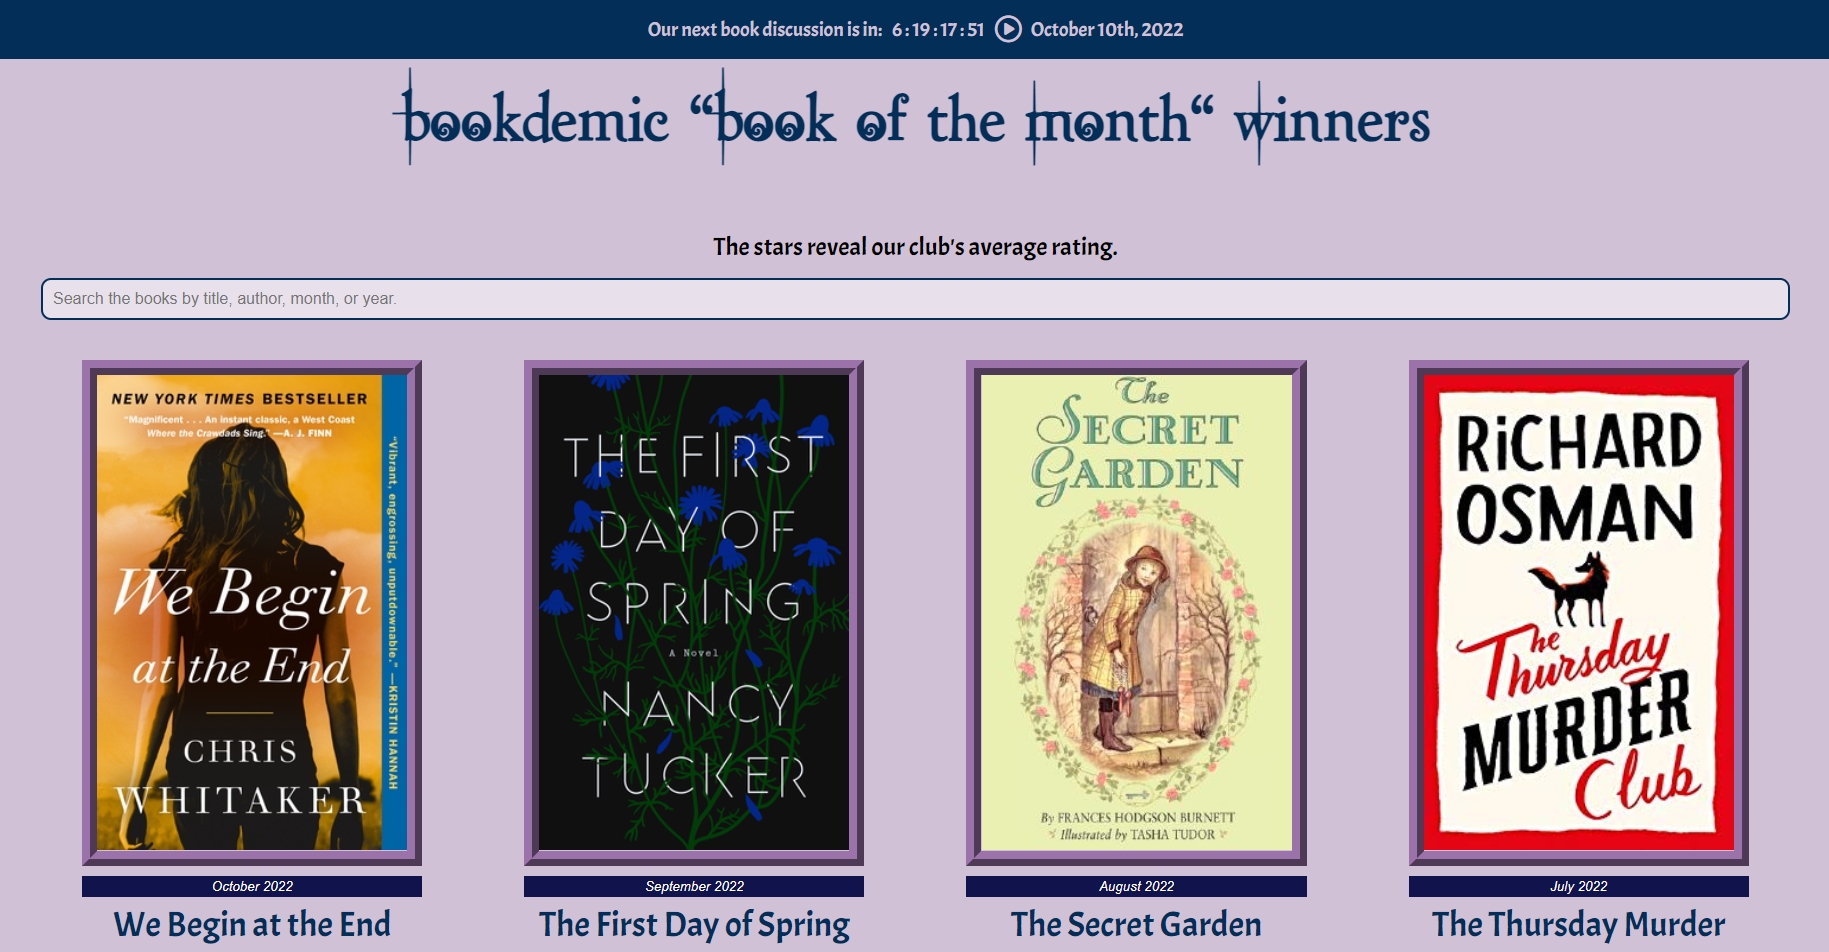 Our next book discussion is in: 6 : 19 : 17 : 51 October 10th, 2022
bookdemic “book of the month“ winners
The stars reveal our club's average rating.
Search the books by title, author, month, or year.
NEW YORK TIMES BESTSELLER
“Magnificent . . . An instant classic, a West Coast
Where the Crawdads Sing.” —A. J. FINN
“Vibrant, engrossing, unputdownable.” —KRISTIN HANNAH
We Begin
at the End
CHRIS
WHITAKER
October 2022
We Begin at the End
THE FIRST
DAY OF
SPRING
A Novel
NANCY
TUCKER
September 2022
The First Day of Spring
The
SECRET
GARDEN
By FRANCES HODGSON BURNETT
Illustrated by TASHA TUDOR
August 2022
The Secret Garden
RiCHARD
OSMAN
The
Thursday
MURDER
Club
July 2022
The Thursday Murder